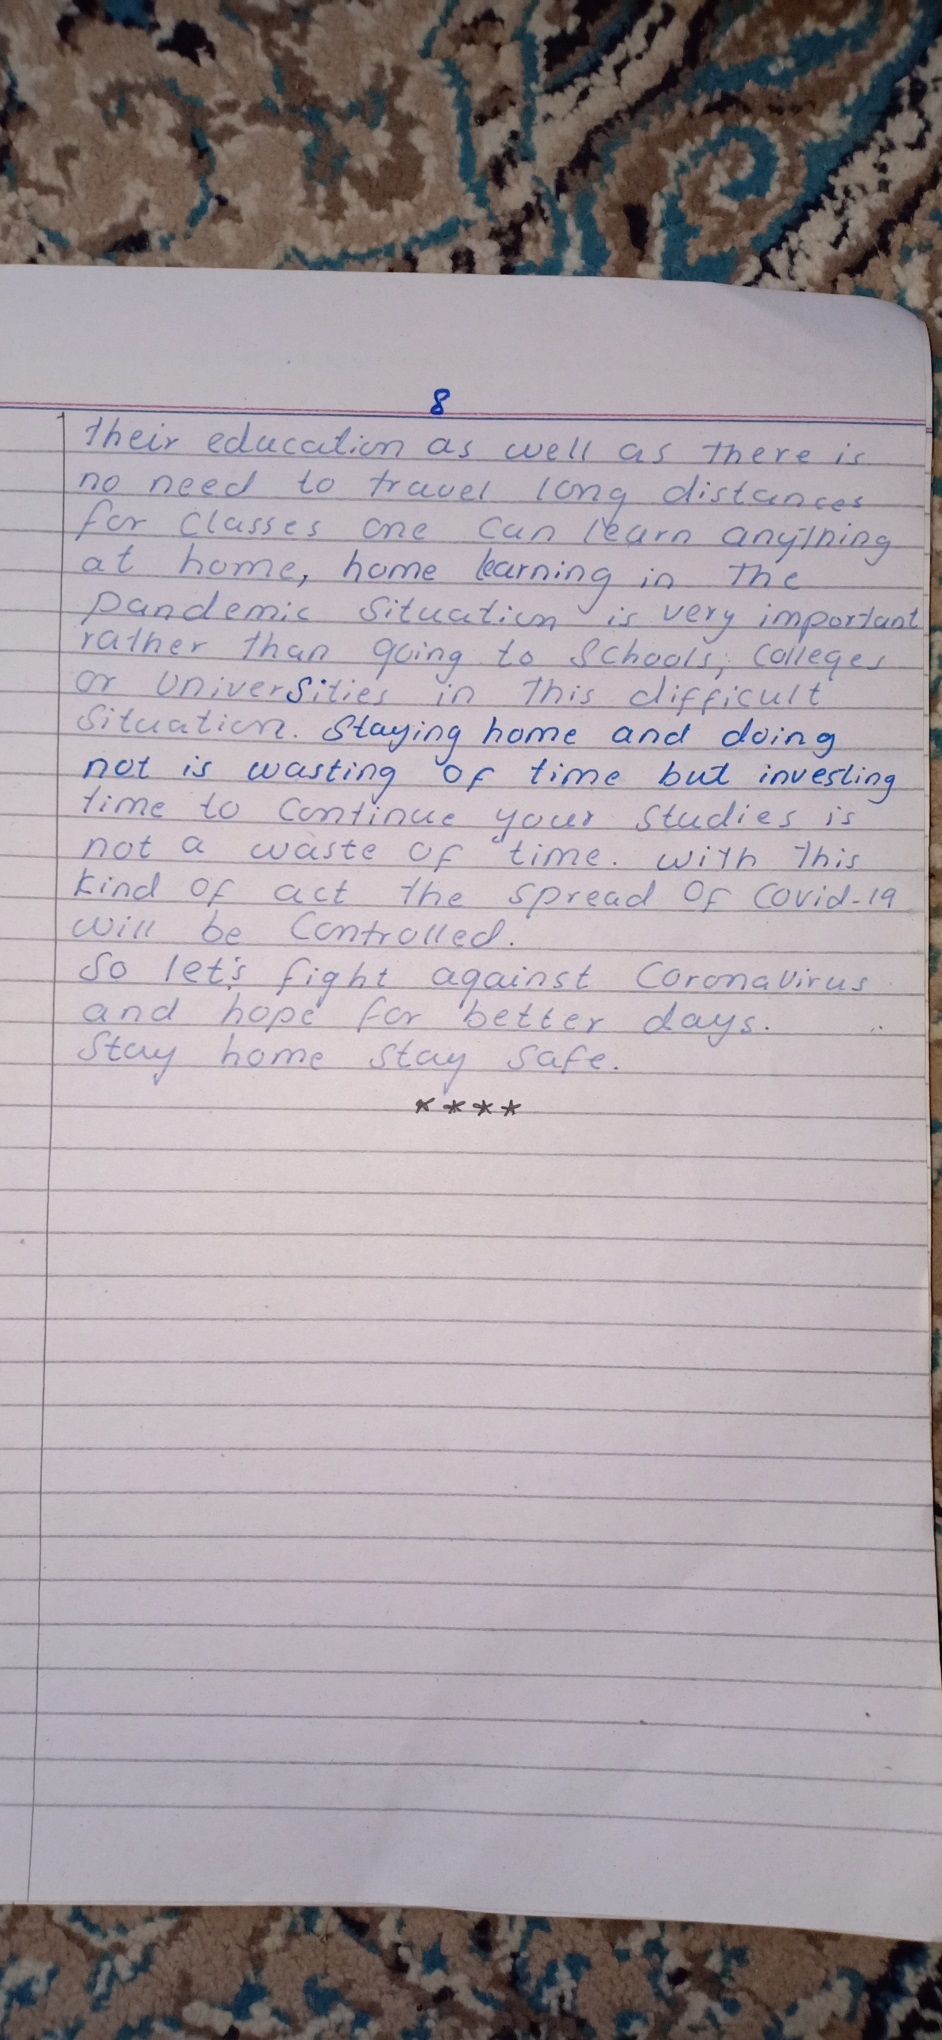 8
Their education as well as there is
no need to travel long distances
for classes one can learn anything
at home, home learning in the
pandemic situation is very important
rather than going to schools, colleges
or universities in this difficult
situation. Staying home and doing
not is wasting of time but investing
time to continue your studies is
not a waste of time. with this
kind of act the spread of Covid-19
will be controlled.
So let's fight against Coronavirus
and hope for better days.
Stay home stay safe.
****